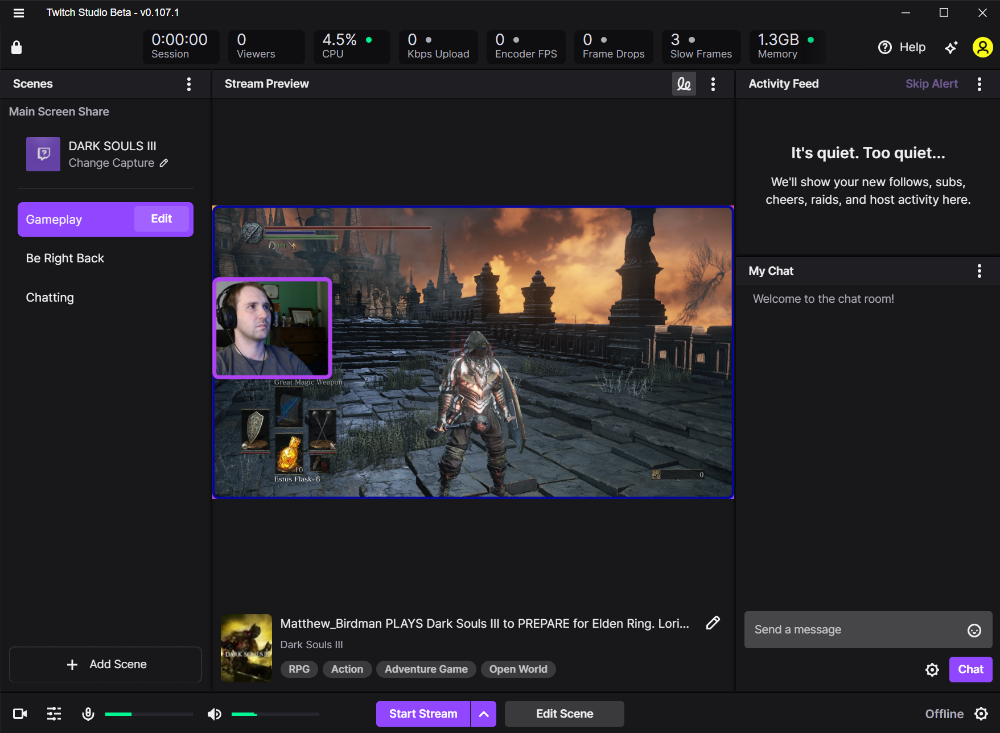 Twitch Studio Beta - v0.107.1
0:00:00
Session
0
Viewers
4.5%
CPU
0
Kbps Upload
0
Encoder FPS
0
Frame Drops
3
Slow Frames
1.3GB
Memory
Help
Scenes
Main Screen Share
DARK SOULS III
Change Capture
Gameplay
Edit
Be Right Back
Chatting
Add Scene
Stream Preview
Great Magic Weapon
10
Estus Flask+6
0
DARK SOULS III
Matthew_Birdman PLAYS Dark Souls III to PREPARE for Elden Ring. Lori...
Dark Souls III
RPG
Action
Adventure Game
Open World
Activity Feed
Skip Alert
It's quiet. Too quiet...
We'll show your new follows, subs,
cheers, raids, and host activity here.
My Chat
Welcome to the chat room!
Send a message
Chat
Start Stream
Edit Scene
Offline